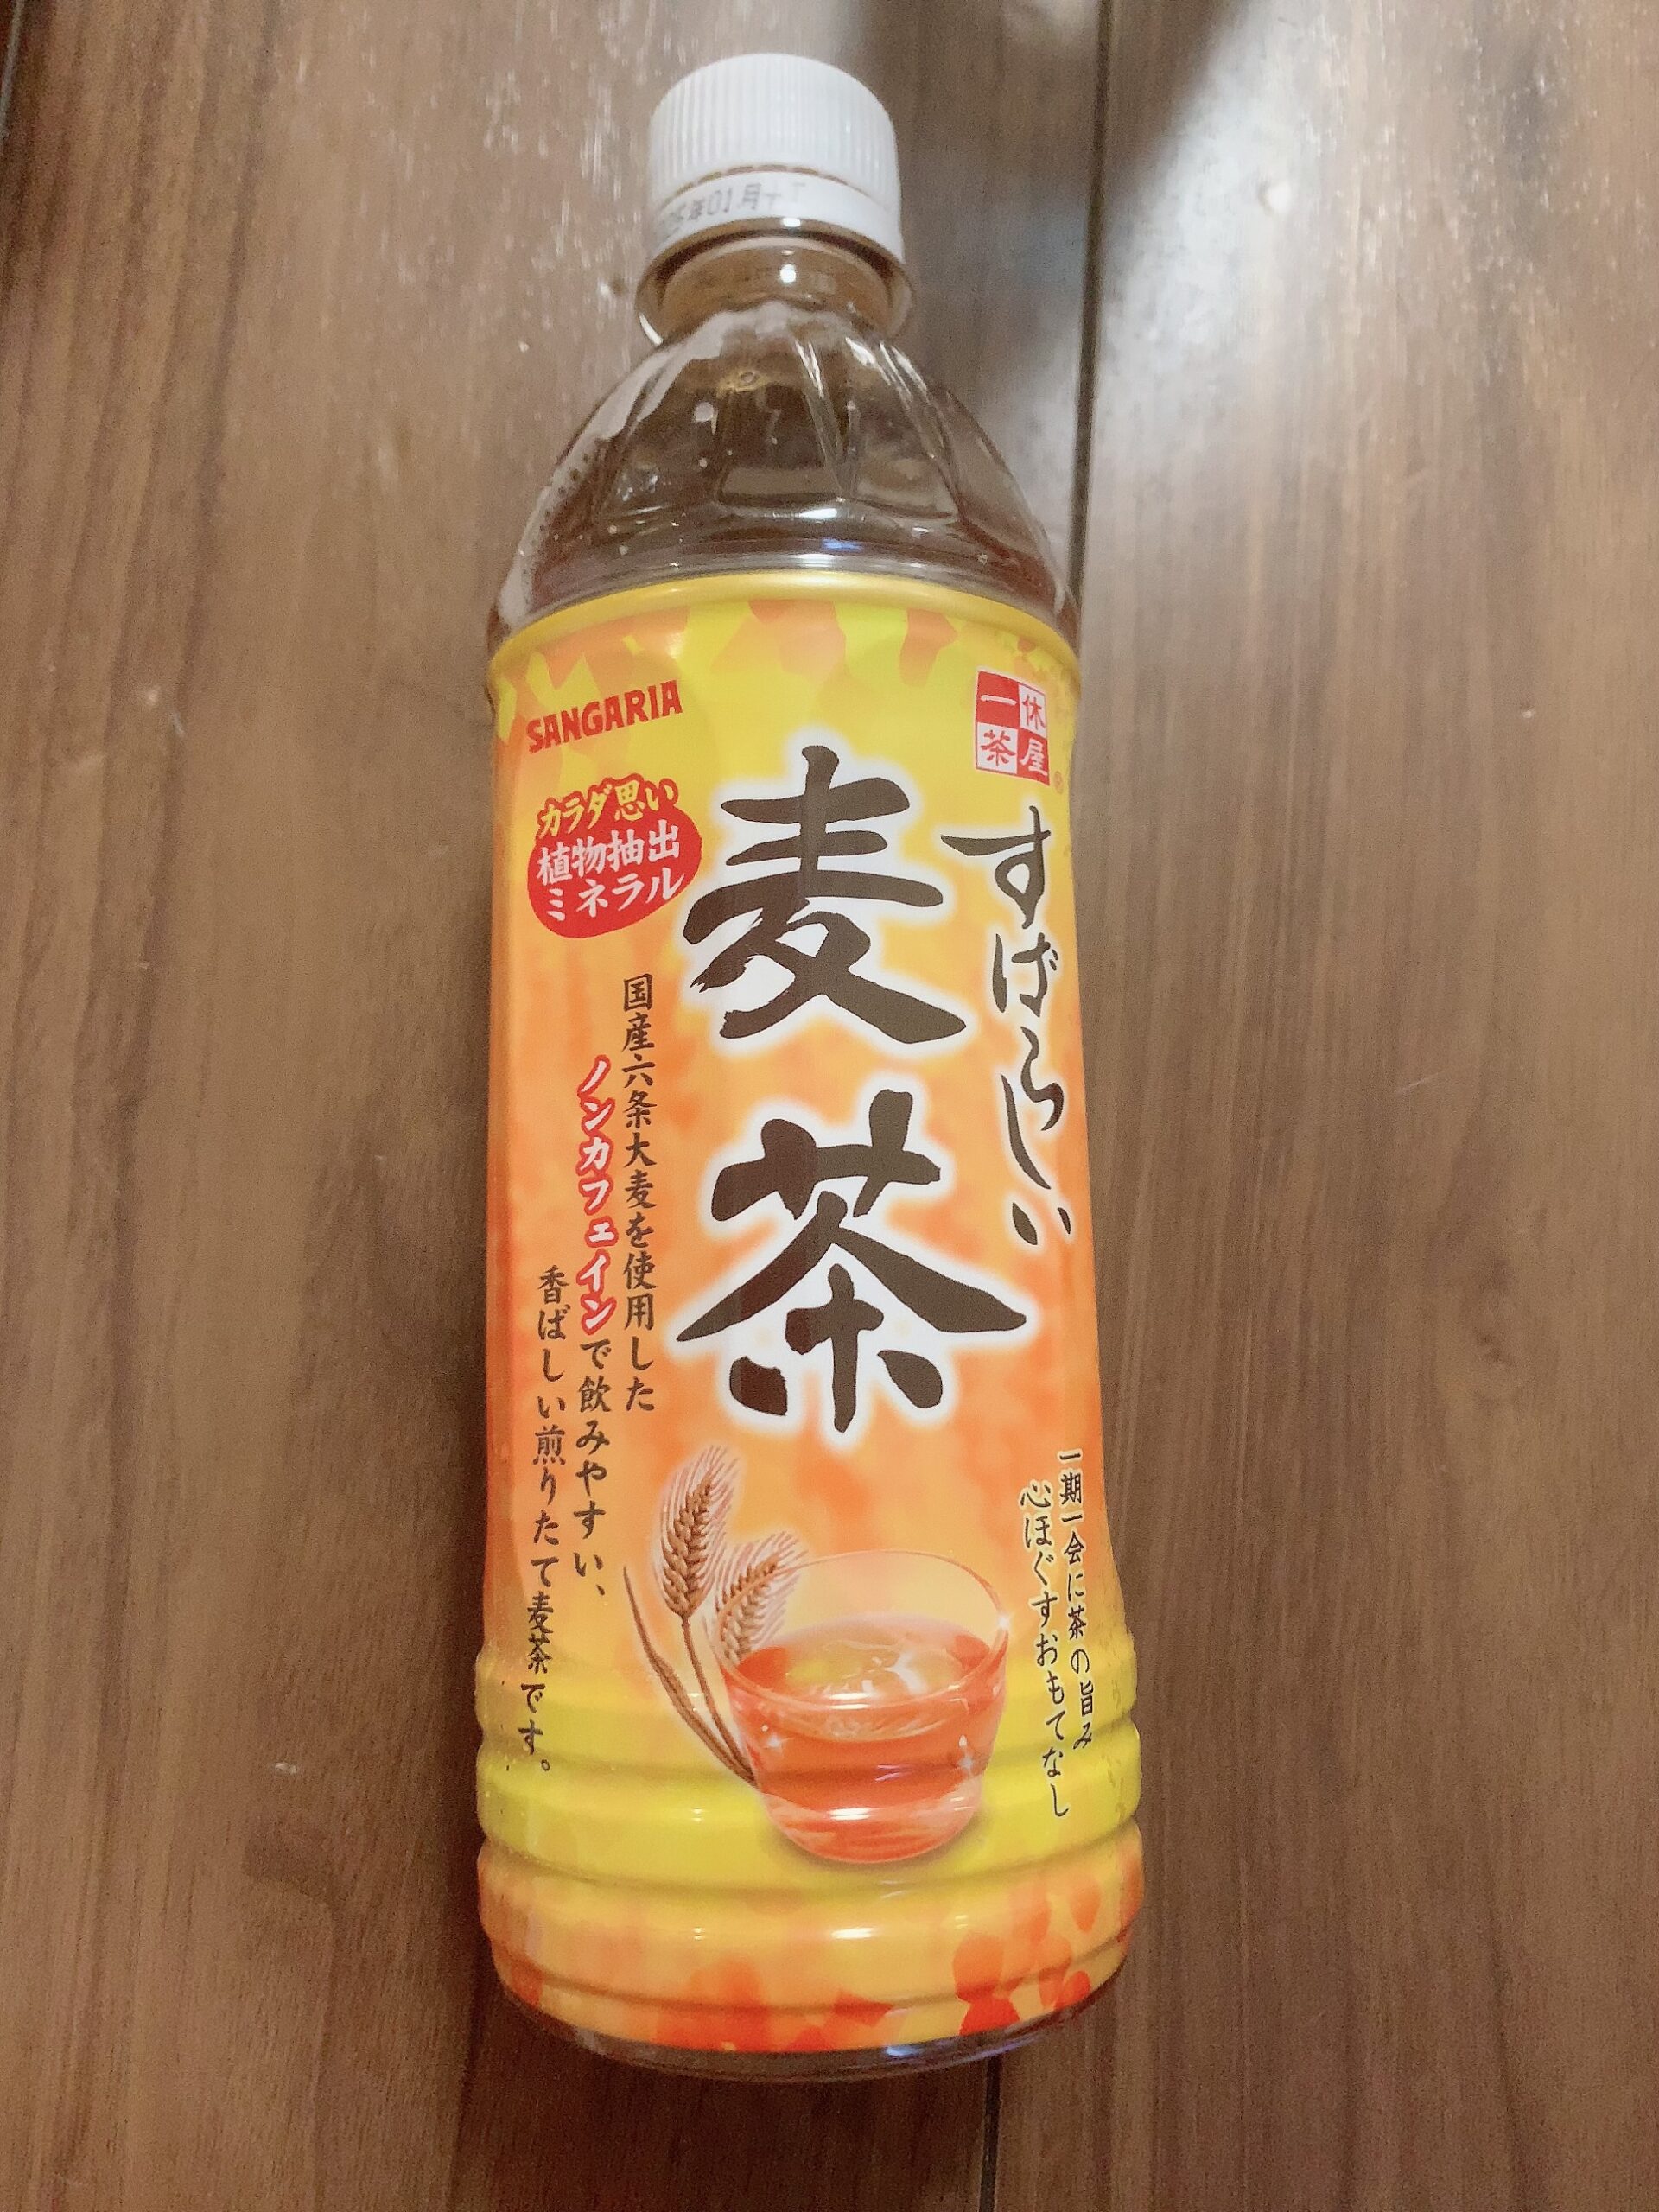 年01月
SANGARIA
一休
茶屋
すばらしい
麦茶
カラダ思い
植物抽出
ミネラル
国産六条大麦を使用した
ノンカフェインで飲みやすい、
香ばしい煎りたて麦茶です。
一期一会に茶の旨み
心ほぐすおもてなし